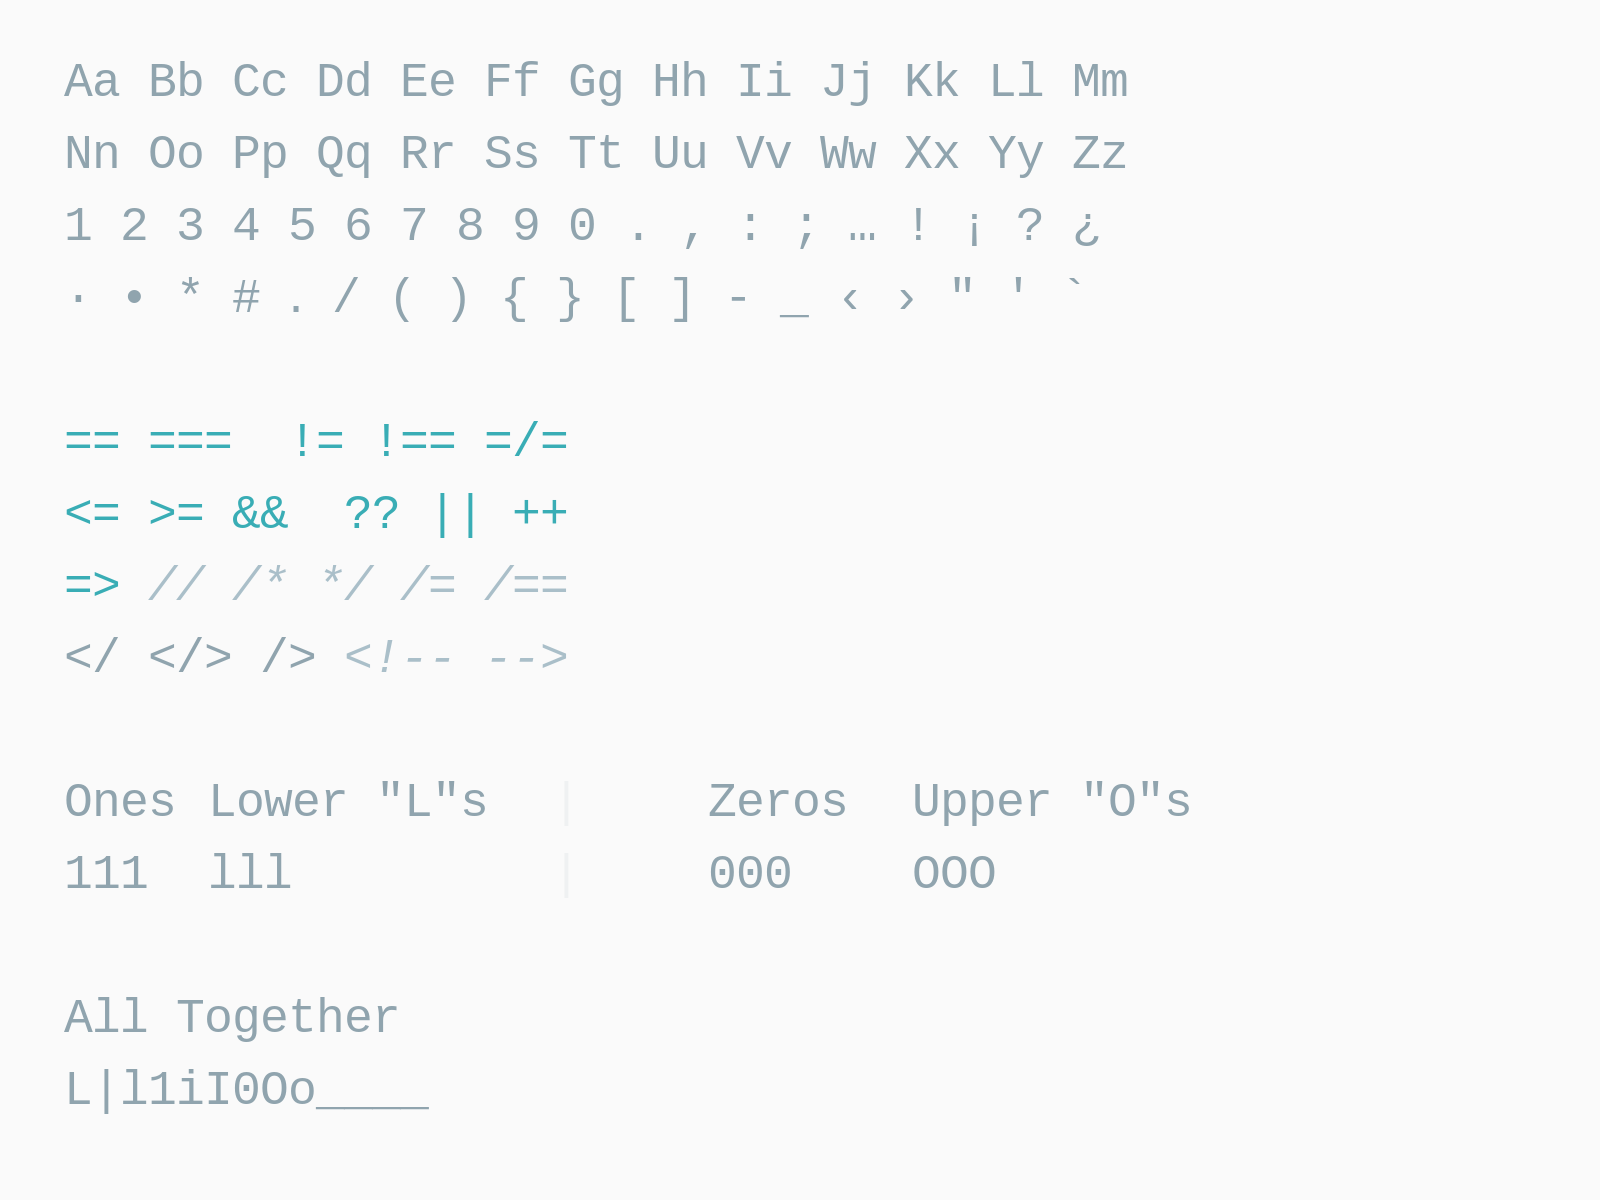 Aa Bb Cc Dd Ee Ff Gg Hh Ii Jj Kk Ll Mm
Nn Oo Pp Qq Rr Ss Tt Uu Vv Ww Xx Yy Zz
1 2 3 4 5 6 7 8 9 0 . , : ; … ! ¡ ? ¿
· • * # . / ( ) { } [ ] - _ ‹ › " ' `
== ===  != !== =/=
<= >= &&  ?? || ++
=> // /* */ /= /==
</ </> /> <!-- -->
Ones Lower "L"s | Zeros Upper "O"s
111 lll | 000 OOO
All Together
L|l1iI0Oo____